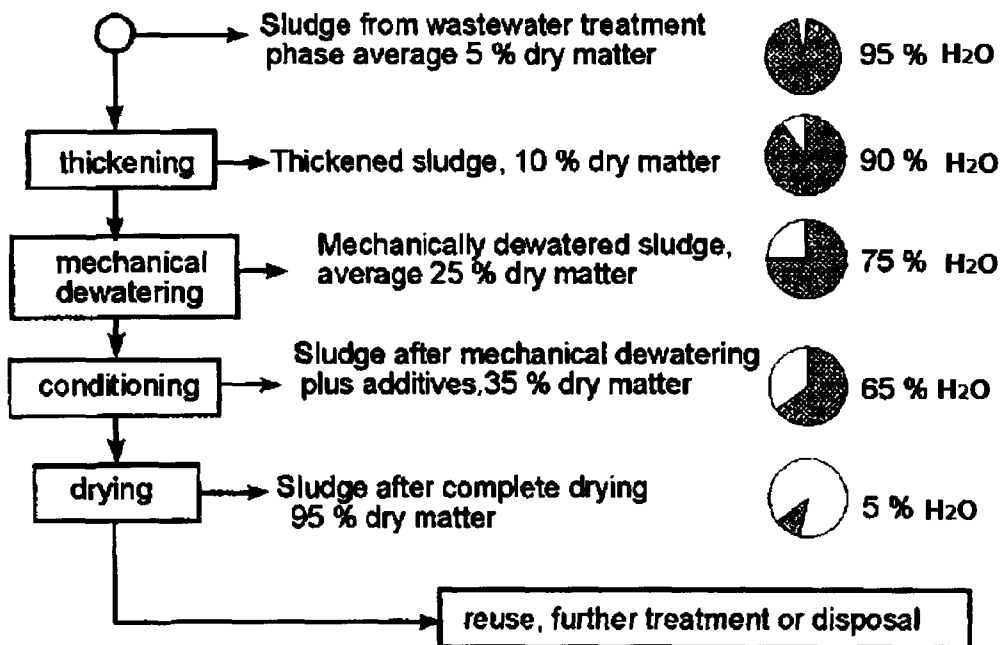 Sludge from wastewater treatment
phase average 5 % dry matter
95 % H2O
thickening
Thickened sludge, 10 % dry matter
90 % H2O
mechanical
dewatering
Mechanically dewatered sludge,
average 25 % dry matter
75 % H2O
conditioning
Sludge after mechanical dewatering
plus additives,35 % dry matter
65 % H2O
drying
Sludge after complete drying
95 % dry matter
5 % H2O
reuse, further treatment or disposal